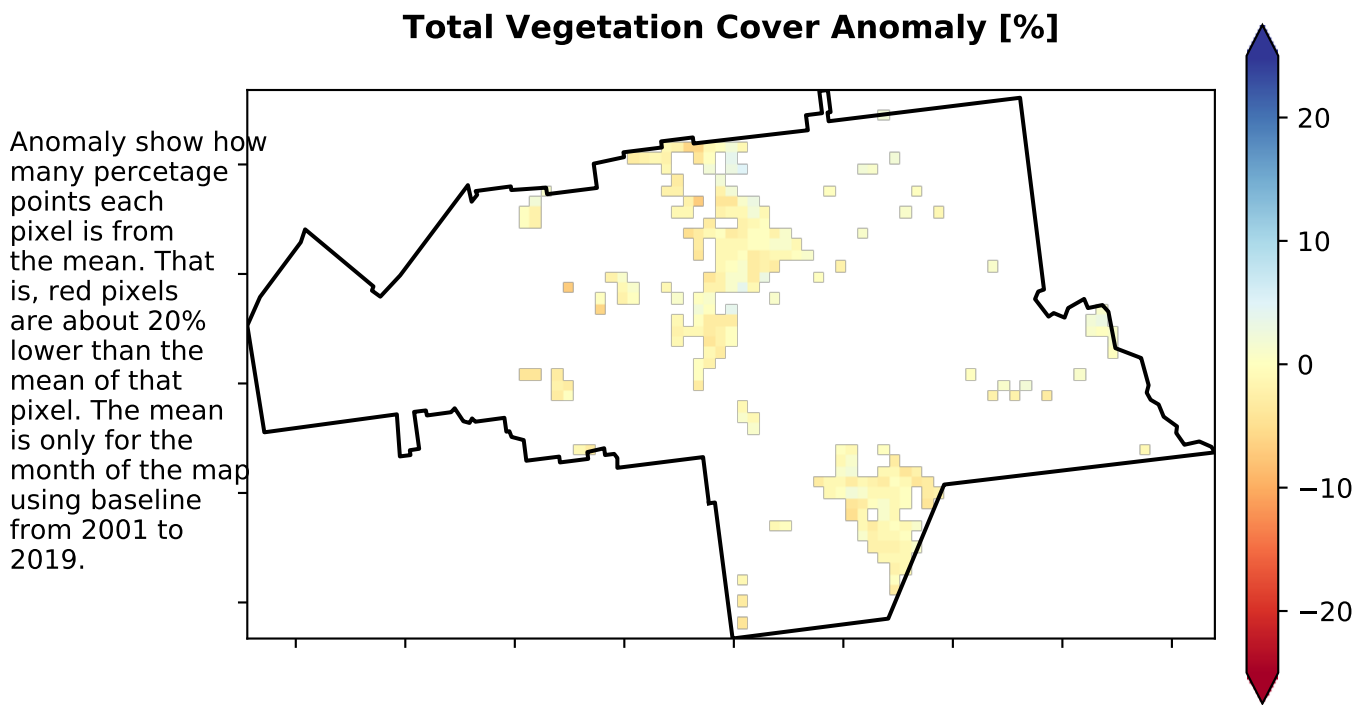 Total Vegetation Cover Anomaly [%]
Anomaly show how
many percetage
points each
pixel is from
the mean. That
is, red pixels
are about 20%
lower than the
mean of that
pixel. The mean
is only for the
month of the map
using baseline
from 2001 to
2019.
20
10
0
−10
−20